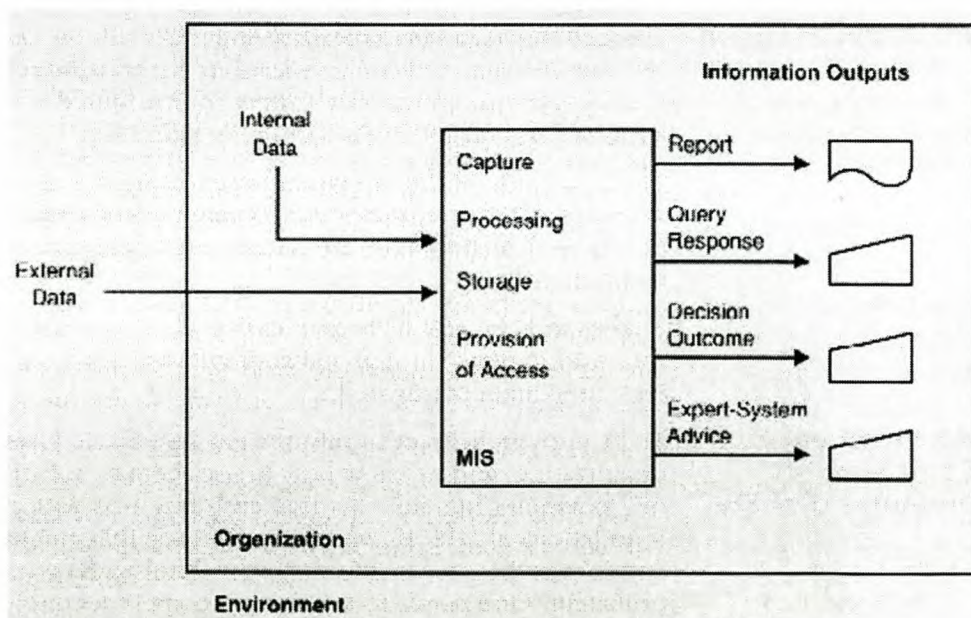 Information Outputs
Internal
Data
Capture
Report
Processing
Query
Response
External
Data
Storage
Decision
Outcome
Provision
of Access
Expert-System
Advice
MIS
Organization
Environment